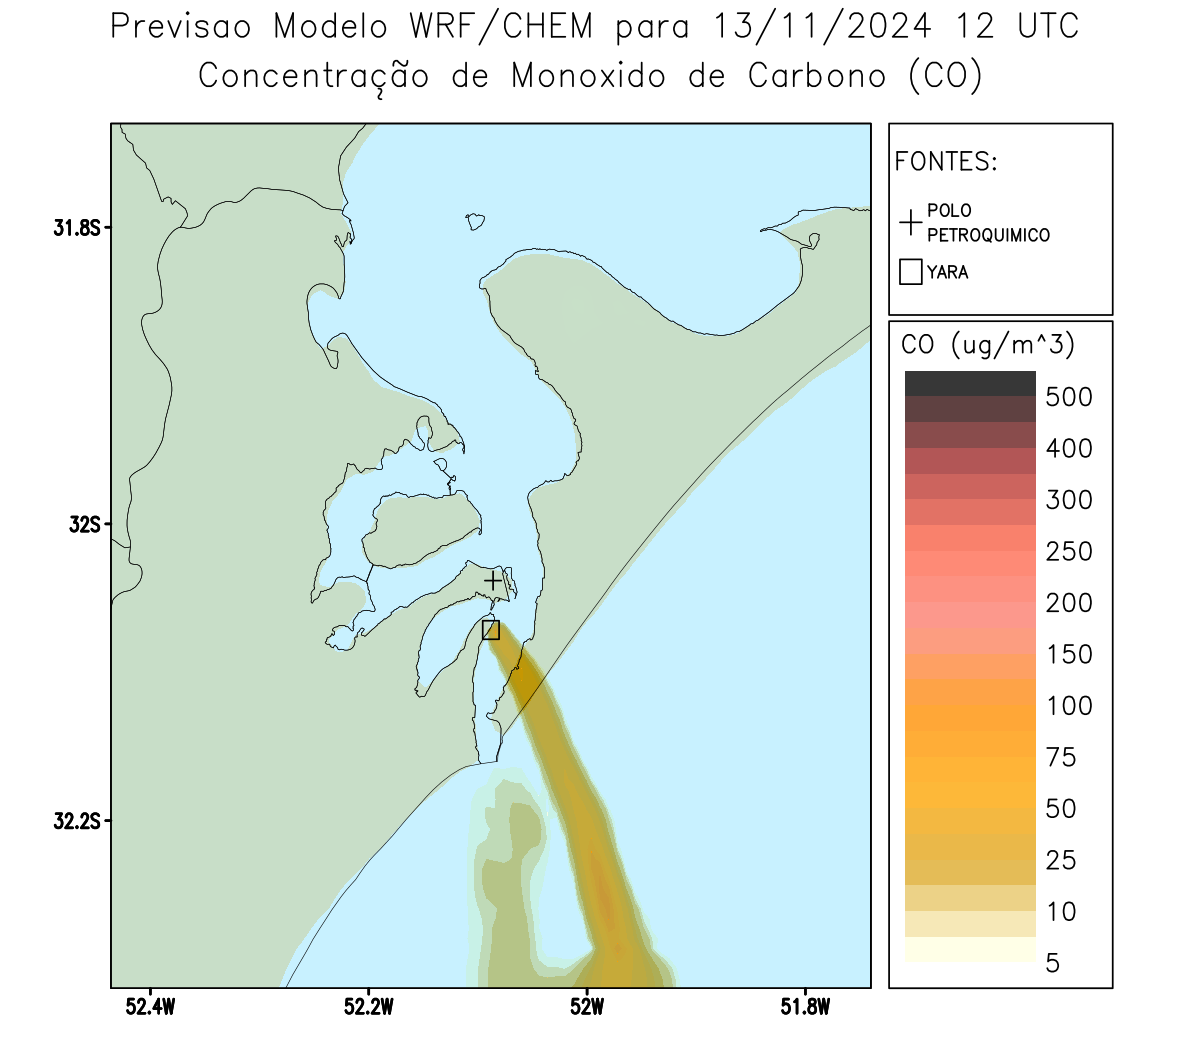 Previsao Modelo WRF/CHEM para 13/11/2024 12 UTC
Concentração de Monoxido de Carbono (CO)
FONTES:
POLO
PETROQUIMICO
YARA
CO (ug/m^3)
500
400
300
250
200
150
100
75
50
25
10
5
31.8S
32S
32.2S
52.4W
52.2W
52W
51.8W